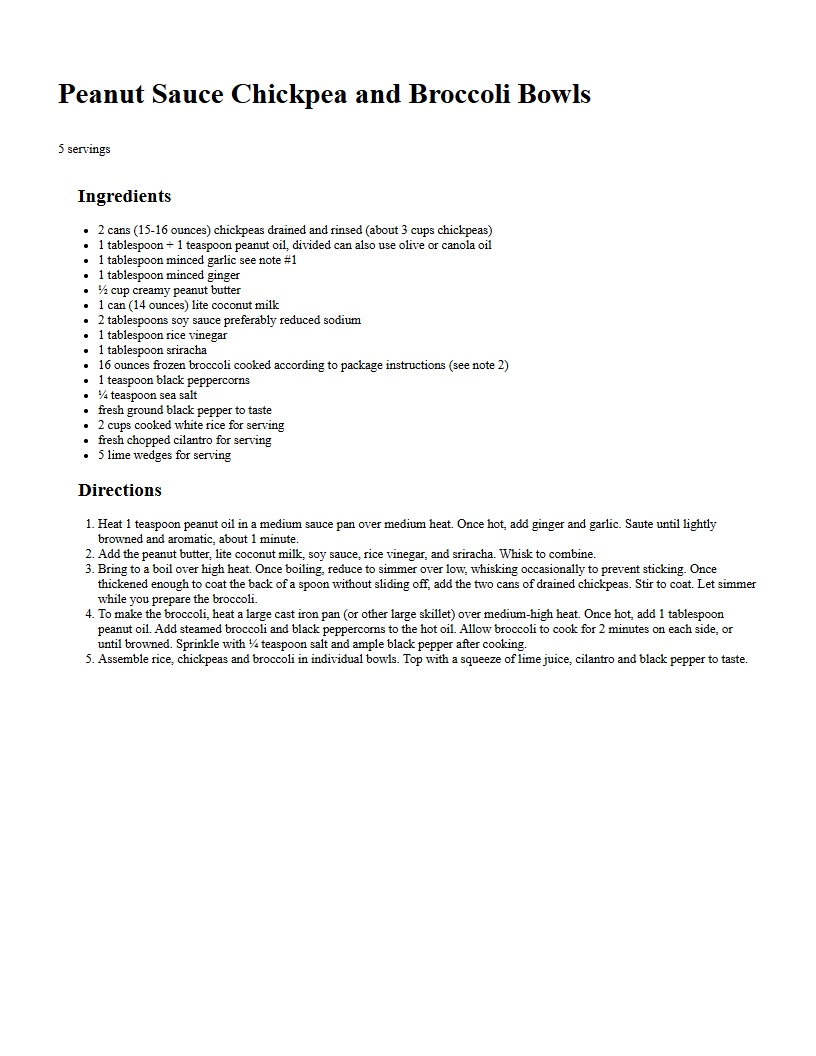 Peanut Sauce Chickpea and Broccoli Bowls
5 servings
Ingredients
• 2 cans (15-16 ounces) chickpeas drained and rinsed (about 3 cups chickpeas)
• 1 tablespoon + 1 teaspoon peanut oil, divided can also use olive or canola oil
• 1 tablespoon minced garlic see note #1
• 1 tablespoon minced ginger
• ½ cup creamy peanut butter
• 1 can (14 ounces) lite coconut milk
• 2 tablespoons soy sauce preferably reduced sodium
• 1 tablespoon rice vinegar
• 1 tablespoon sriracha
• 16 ounces frozen broccoli cooked according to package instructions (see note 2)
• 1 teaspoon black peppercorns
• ¼ teaspoon sea salt
• fresh ground black pepper to taste
• 2 cups cooked white rice for serving
• fresh chopped cilantro for serving
• 5 lime wedges for serving
Directions
1. Heat 1 teaspoon peanut oil in a medium sauce pan over medium heat. Once hot, add ginger and garlic. Saute until lightly
browned and aromatic, about 1 minute.
2. Add the peanut butter, lite coconut milk, soy sauce, rice vinegar, and sriracha. Whisk to combine.
3. Bring to a boil over high heat. Once boiling, reduce to simmer over low, whisking occasionally to prevent sticking. Once
thickened enough to coat the back of a spoon without sliding off, add the two cans of drained chickpeas. Stir to coat. Let simmer
while you prepare the broccoli.
4. To make the broccoli, heat a large cast iron pan (or other large skillet) over medium-high heat. Once hot, add 1 tablespoon
peanut oil. Add steamed broccoli and black peppercorns to the hot oil. Allow broccoli to cook for 2 minutes on each side, or
until browned. Sprinkle with ¼ teaspoon salt and ample black pepper after cooking.
5. Assemble rice, chickpeas and broccoli in individual bowls. Top with a squeeze of lime juice, cilantro and black pepper to taste.